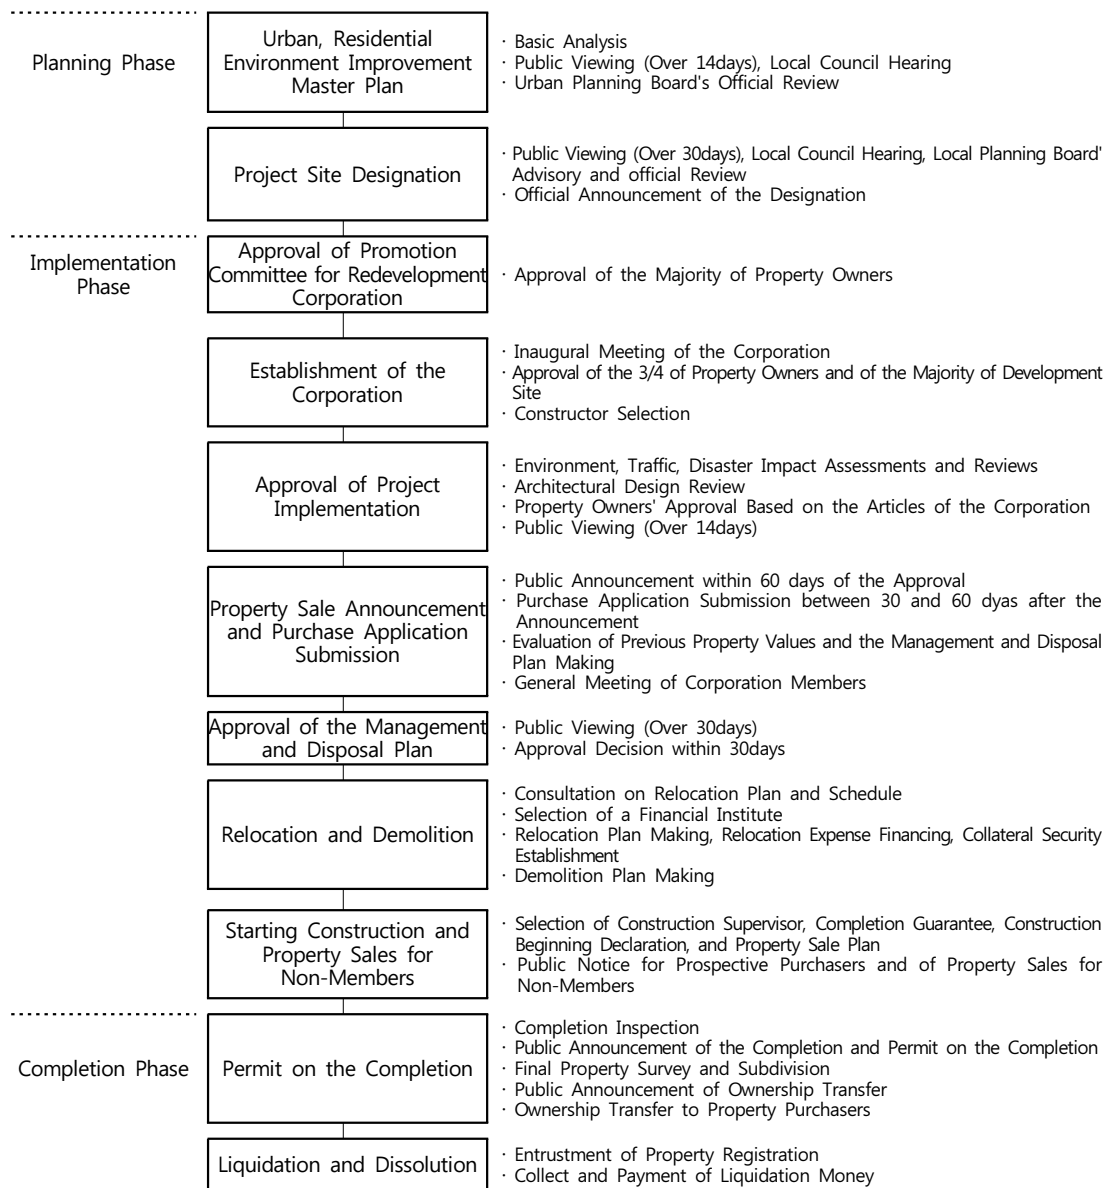 Planning Phase
Urban, Residential
Environment Improvement
Master Plan
· Basic Analysis
· Public Viewing (Over 14days), Local Council Hearing
· Urban Planning Board's Official Review
Project Site Designation
· Public Viewing (Over 30days), Local Council Hearing, Local Planning Board'
Advisory and official Review
· Official Announcement of the Designation
Implementation
Phase
Approval of Promotion
Committee for Redevelopment
Corporation
· Approval of the Majority of Property Owners
Establishment of the
Corporation
· Inaugural Meeting of the Corporation
· Approval of the 3/4 of Property Owners and of the Majority of Development
Site
· Constructor Selection
Approval of Project
Implementation
· Environment, Traffic, Disaster Impact Assessments and Reviews
· Architectural Design Review
· Property Owners' Approval Based on the Articles of the Corporation
· Public Viewing (Over 14days)
Property Sale Announcement
and Purchase Application
Submission
· Public Announcement within 60 days of the Approval
· Purchase Application Submission between 30 and 60 dyas after the
Announcement
· Evaluation of Previous Property Values and the Management and Disposal
Plan Making
· General Meeting of Corporation Members
Approval of the Management
and Disposal Plan
· Public Viewing (Over 30days)
· Approval Decision within 30days
Relocation and Demolition
· Consultation on Relocation Plan and Schedule
· Selection of a Financial Institute
· Relocation Plan Making, Relocation Expense Financing, Collateral Security
Establishment
· Demolition Plan Making
Starting Construction and
Property Sales for
Non-Members
· Selection of Construction Supervisor, Completion Guarantee, Construction
Beginning Declaration, and Property Sale Plan
· Public Notice for Prospective Purchasers and of Property Sales for
Non-Members
Completion Phase
Permit on the Completion
· Completion Inspection
· Public Announcement of the Completion and Permit on the Completion
· Final Property Survey and Subdivision
· Public Announcement of Ownership Transfer
· Ownership Transfer to Property Purchasers
Liquidation and Dissolution
· Entrustment of Property Registration
· Collect and Payment of Liquidation Money